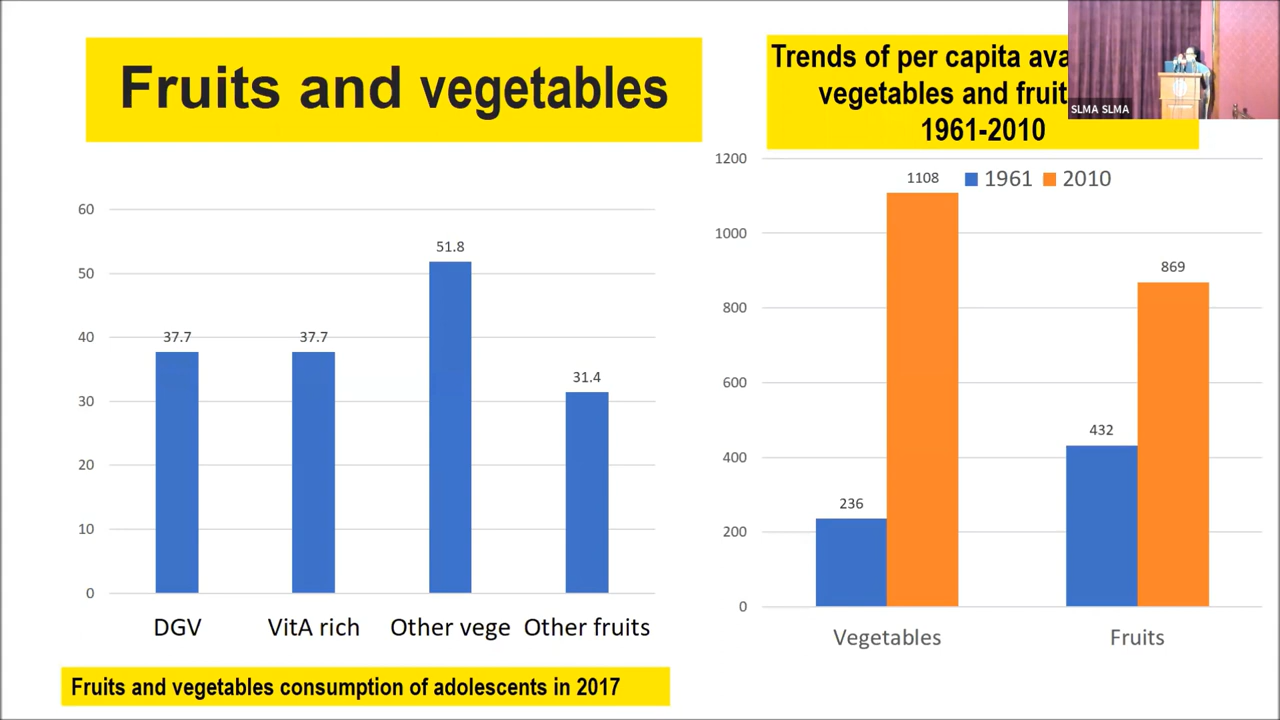 Fruits and vegetables
60
50
40
30
20
10
0
37.7
37.7
51.8
31.4
DGV
VitA rich
Other vege
Other fruits
Fruits and vegetables consumption of adolescents in 2017
Trends of per capita
vegetables and
1961-2010
SLMA SLMA
1200
1000
800
600
400
200
0
1961
2010
236
1108
432
869
Vegetables
Fruits